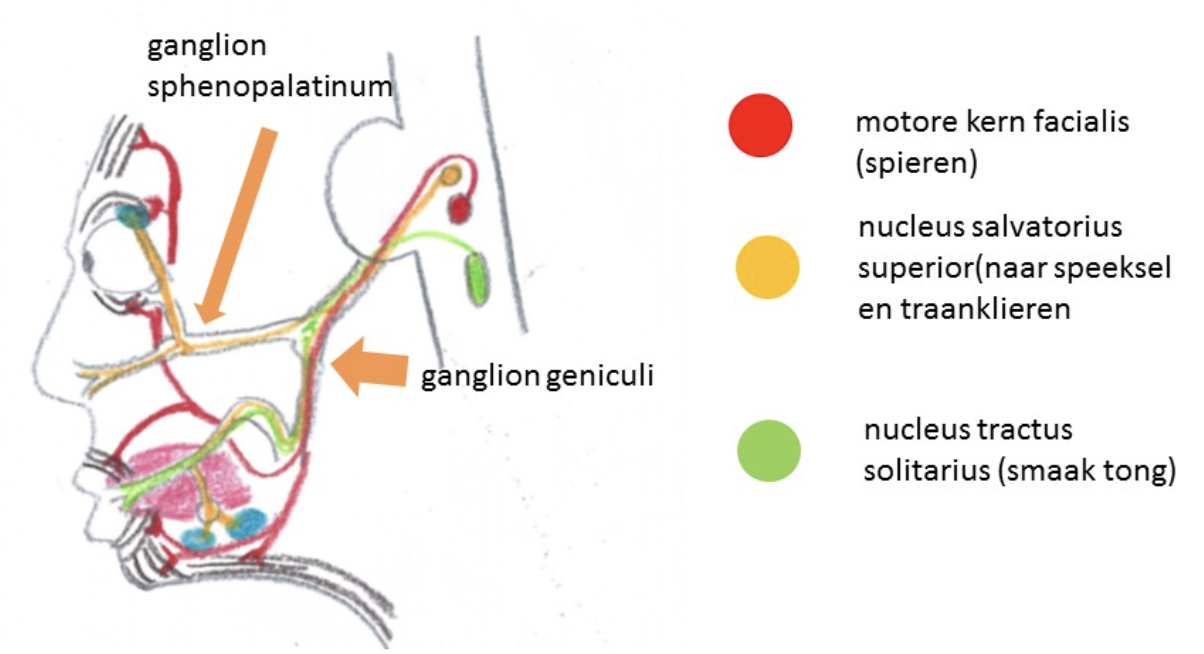 ganglion
sphenopalatinum
motore kern facialis
(spieren)
nucleus salvatorius
superior(naar speeksel
en traanklieren
ganglion geniculi
nucleus tractus
solitarius (smaak tong)